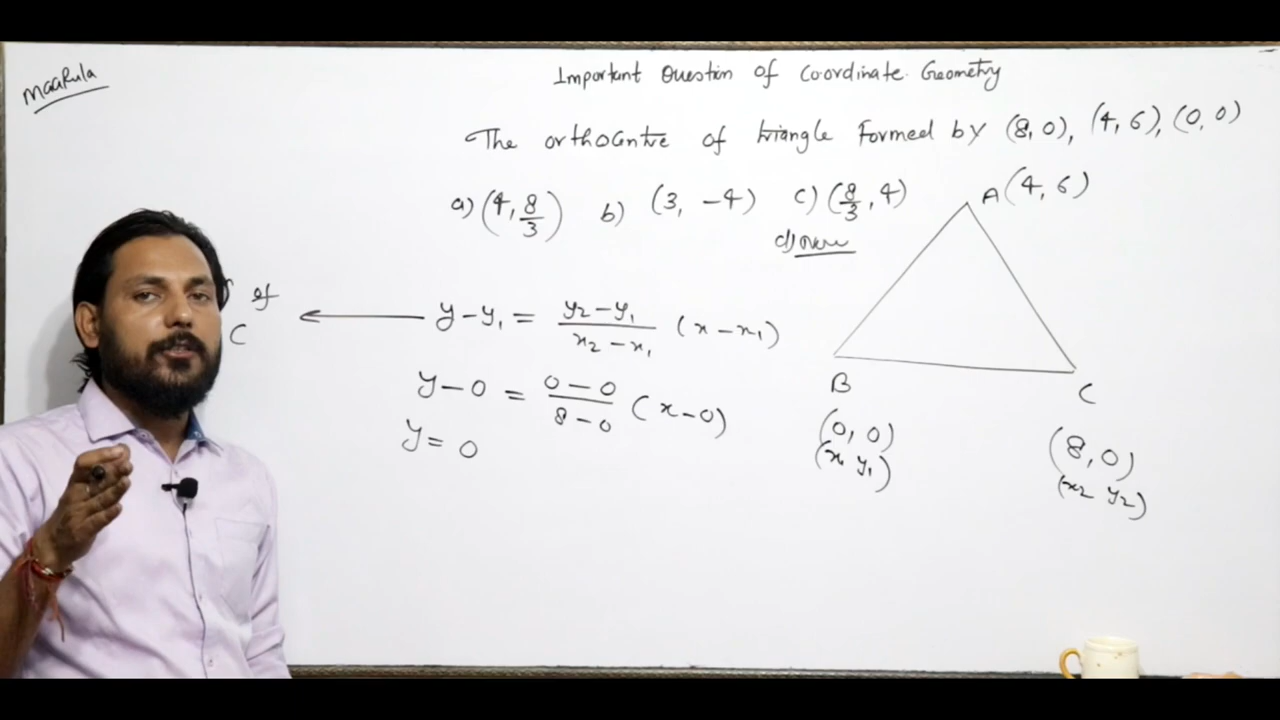 MaaRula
Important Question of Coordinate Geometry
The orthocentre of triangle Formed by (8, 0), (4, 6), (0, 0)
a) (4, 8/3) b) (3, -4) c) (8/3, 4)
d) None
A (4, 6)
of
C
y - y₁ = (y₂ - y₁)/(x₂ - x₁) (x - x₁)
y - 0 = (0 - 0)/(8 - 0) (x - 0)
y = 0
B
(0, 0)
(x₁ y₁)
C
(8, 0)
(x₂ y₂)